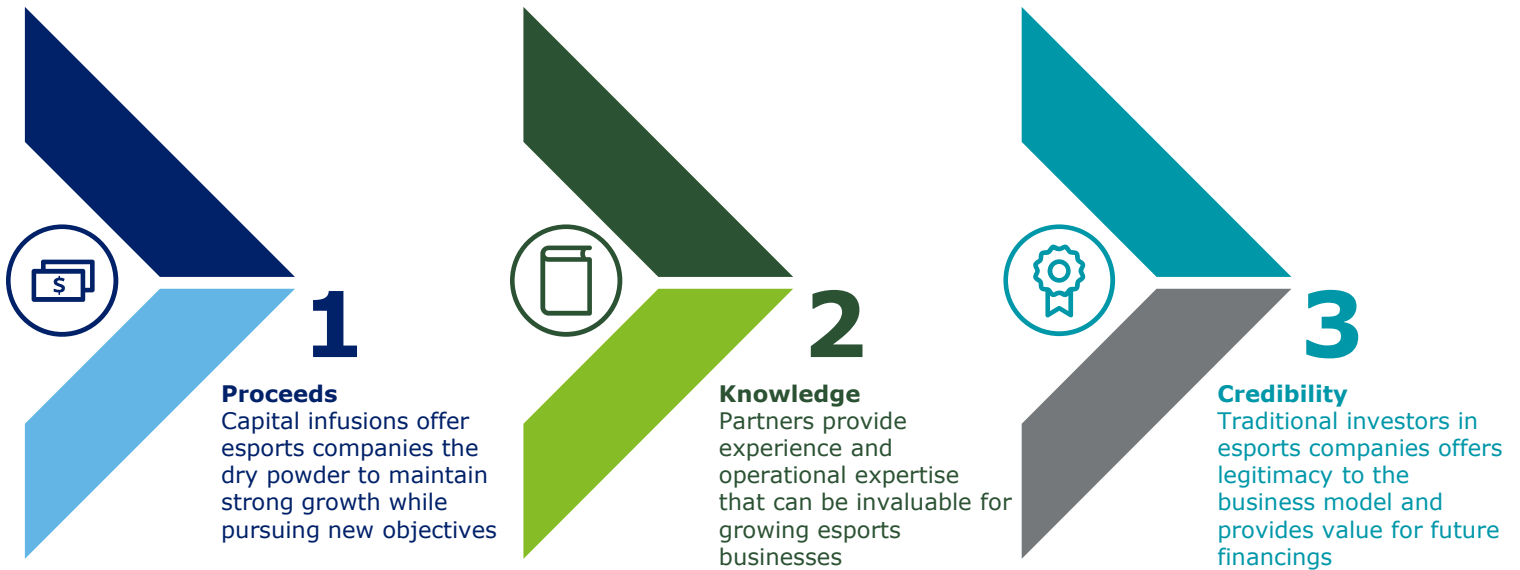 $
1
Proceeds
Capital infusions offer
esports companies the
dry powder to maintain
strong growth while
pursuing new objectives
2
Knowledge
Partners provide
experience and
operational expertise
that can be invaluable for
growing esports
businesses
3
Credibility
Traditional investors in
esports companies offers
legitimacy to the
business model and
provides value for future
financings